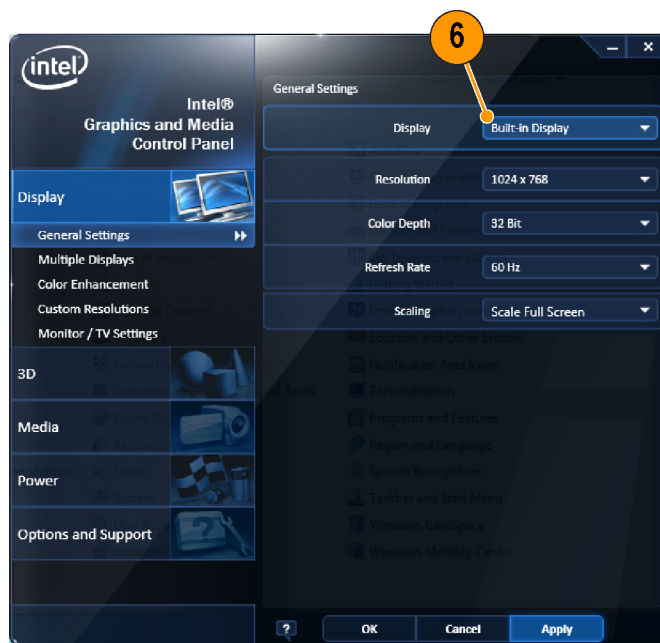 6
intel
Intel®
Graphics and Media
Control Panel
Display
General Settings
Multiple Displays
Color Enhancement
Custom Resolutions
Monitor / TV Settings
3D
Media
Power
Options and Support
General Settings
Display
Built-in Display
Resolution
1024 x 768
Color Depth
32 Bit
Refresh Rate
60 Hz
Scaling
Scale Full Screen
Location and Other Sensors
Notification Area Icons
Personalization
Programs and Features
Region and Language
Speech Recognition
Taskbar and Start Menu
Windows CardSpace
Windows Mobility Center
?
OK
Cancel
Apply